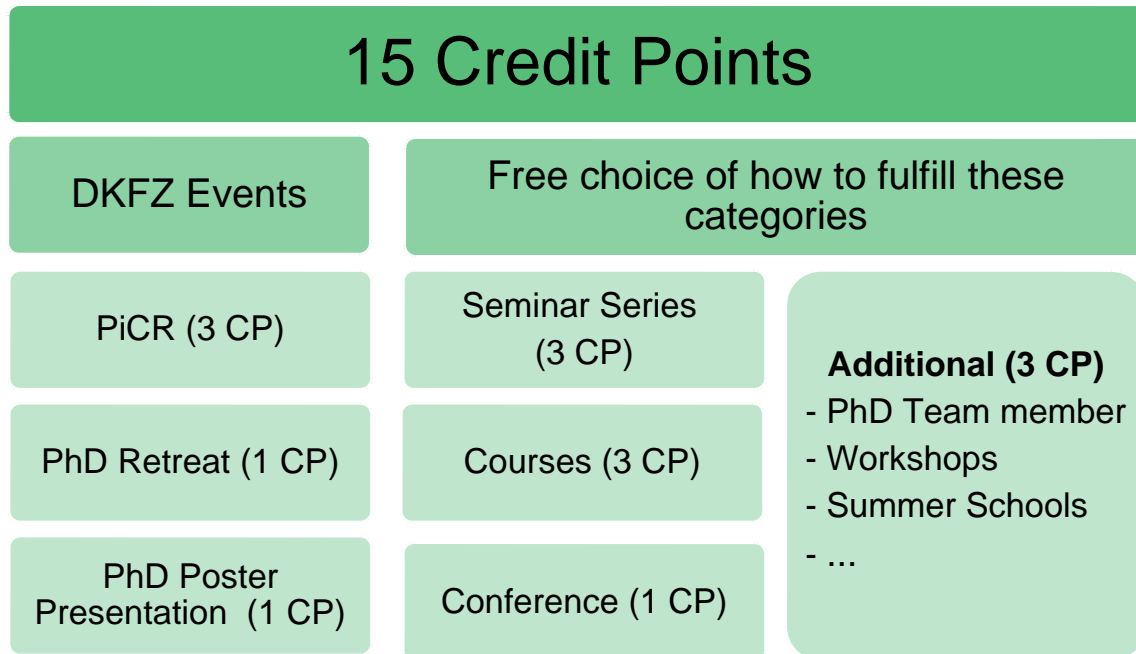 15 Credit Points
DKFZ Events
Free choice of how to fulfill these
categories
PiCR (3 CP)
PhD Retreat (1 CP)
PhD Poster
Presentation (1 CP)
Seminar Series
(3 CP)
Courses (3 CP)
Conference (1 CP)
Additional (3 CP)
- PhD Team member
- Workshops
- Summer Schools
- ...